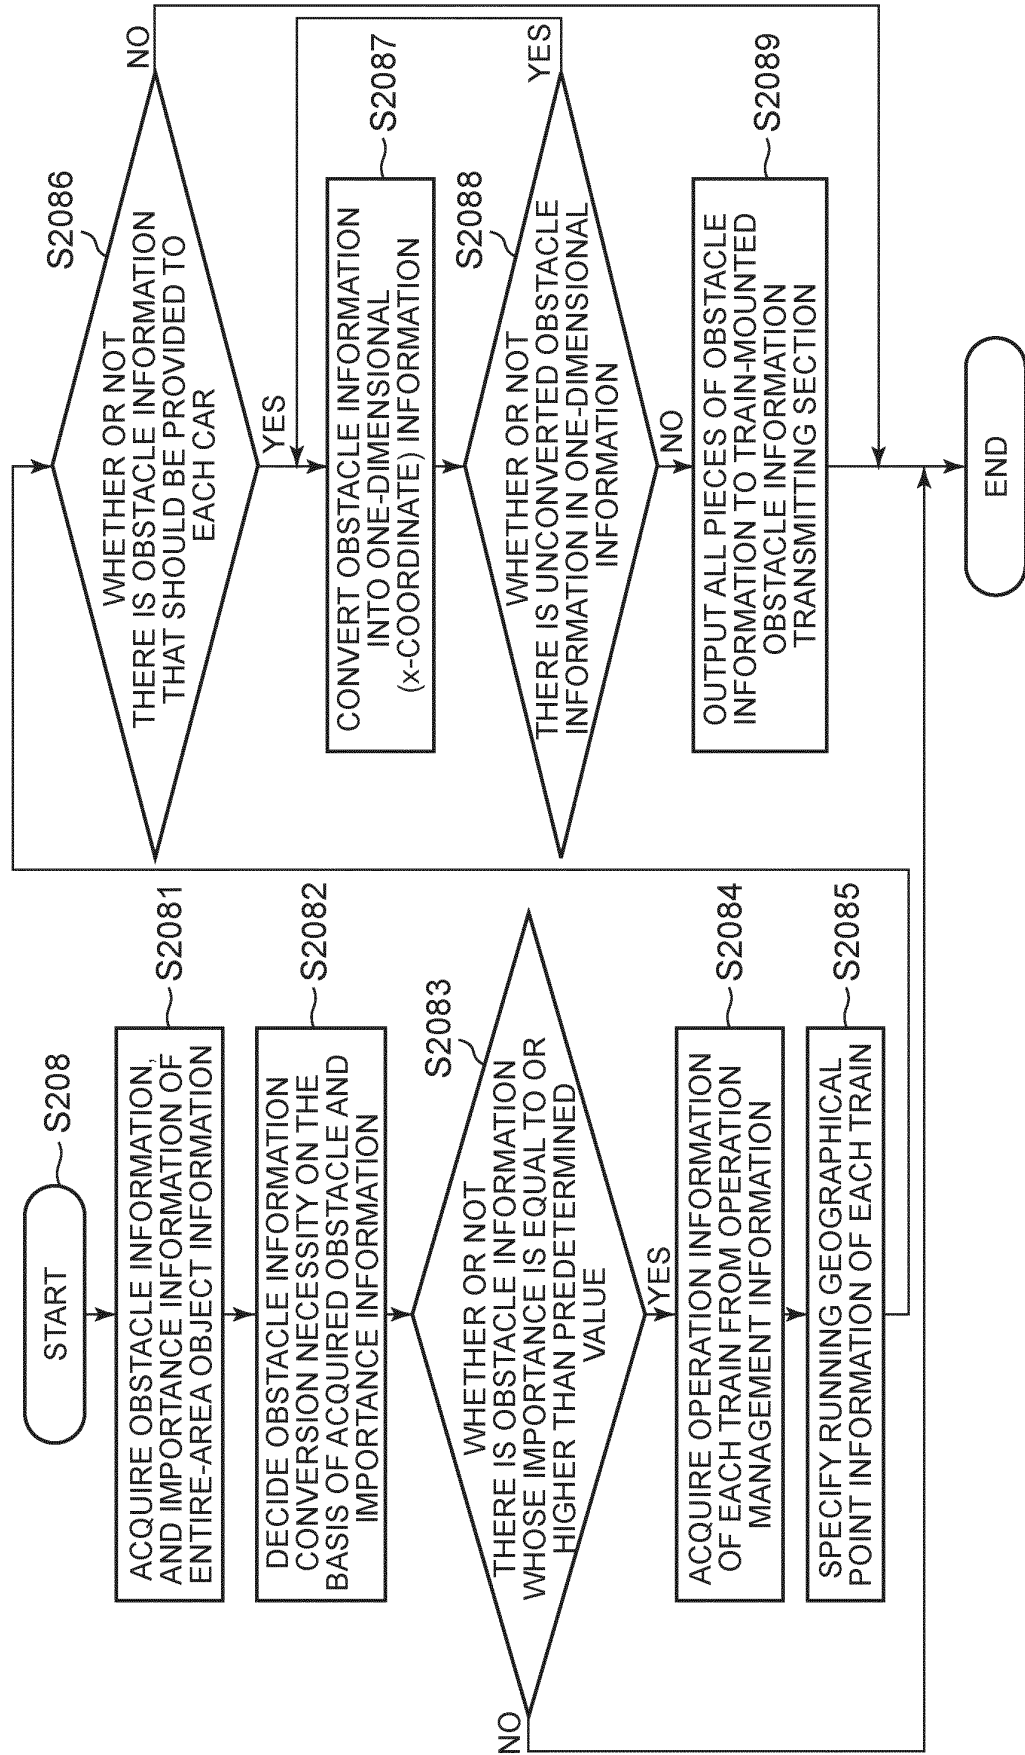 START
S208
ACQUIRE OBSTACLE INFORMATION,
AND IMPORTANCE INFORMATION OF
ENTIRE-AREA OBJECT INFORMATION
S2081
DECIDE OBSTACLE INFORMATION
CONVERSION NECESSITY ON THE
BASIS OF ACQUIRED OBSTACLE AND
IMPORTANCE INFORMATION
S2082
WHETHER OR NOT
THERE IS OBSTACLE INFORMATION
WHOSE IMPORTANCE IS EQUAL TO OR
HIGHER THAN PREDETERMINED
VALUE
S2083
NO
YES
ACQUIRE OPERATION INFORMATION
OF EACH TRAIN FROM OPERATION
MANAGEMENT INFORMATION
S2084
SPECIFY RUNNING GEOGRAPHICAL
POINT INFORMATION OF EACH TRAIN
S2085
WHETHER OR NOT
THERE IS OBSTACLE INFORMATION
THAT SHOULD BE PROVIDED TO
EACH CAR
S2086
NO
YES
CONVERT OBSTACLE INFORMATION
INTO ONE-DIMENSIONAL
(x-COORDINATE) INFORMATION
S2087
WHETHER OR NOT
THERE IS UNCONVERTED OBSTACLE
INFORMATION IN ONE-DIMENSIONAL
INFORMATION
S2088
YES
NO
OUTPUT ALL PIECES OF OBSTACLE
INFORMATION TO TRAIN-MOUNTED
OBSTACLE INFORMATION
TRANSMITTING SECTION
S2089
END